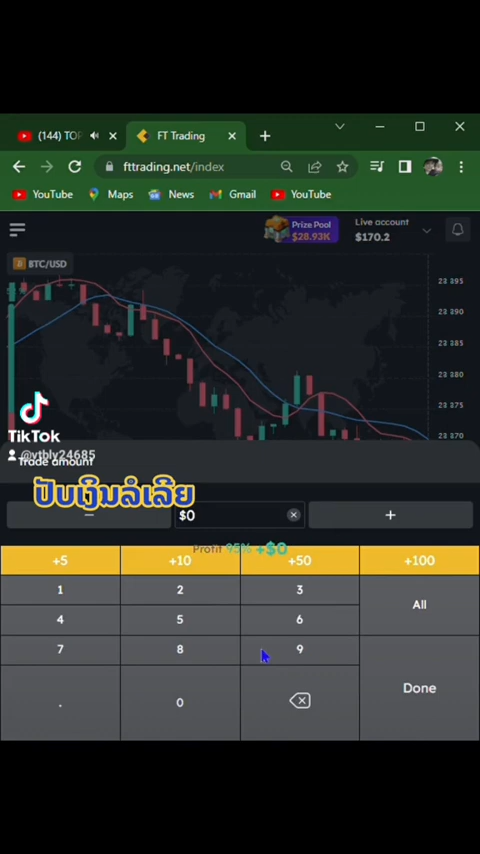 (144) TOP
FT Trading
fttrading.net/index
YouTube
Maps
News
Gmail
YouTube
Prize Pool
$28.93K
Live account
$170.2
BTC/USD
23 395
23 390
23 385
23 380
23 375
23 370
TikTok
@vtbly24685
Trade amount
ປັບເງິນລໍເລີຍ
−
$0
+
Profit 95% +$0
+5
+10
+50
+100
1
2
3
All
4
5
6
7
8
9
Done
.
0